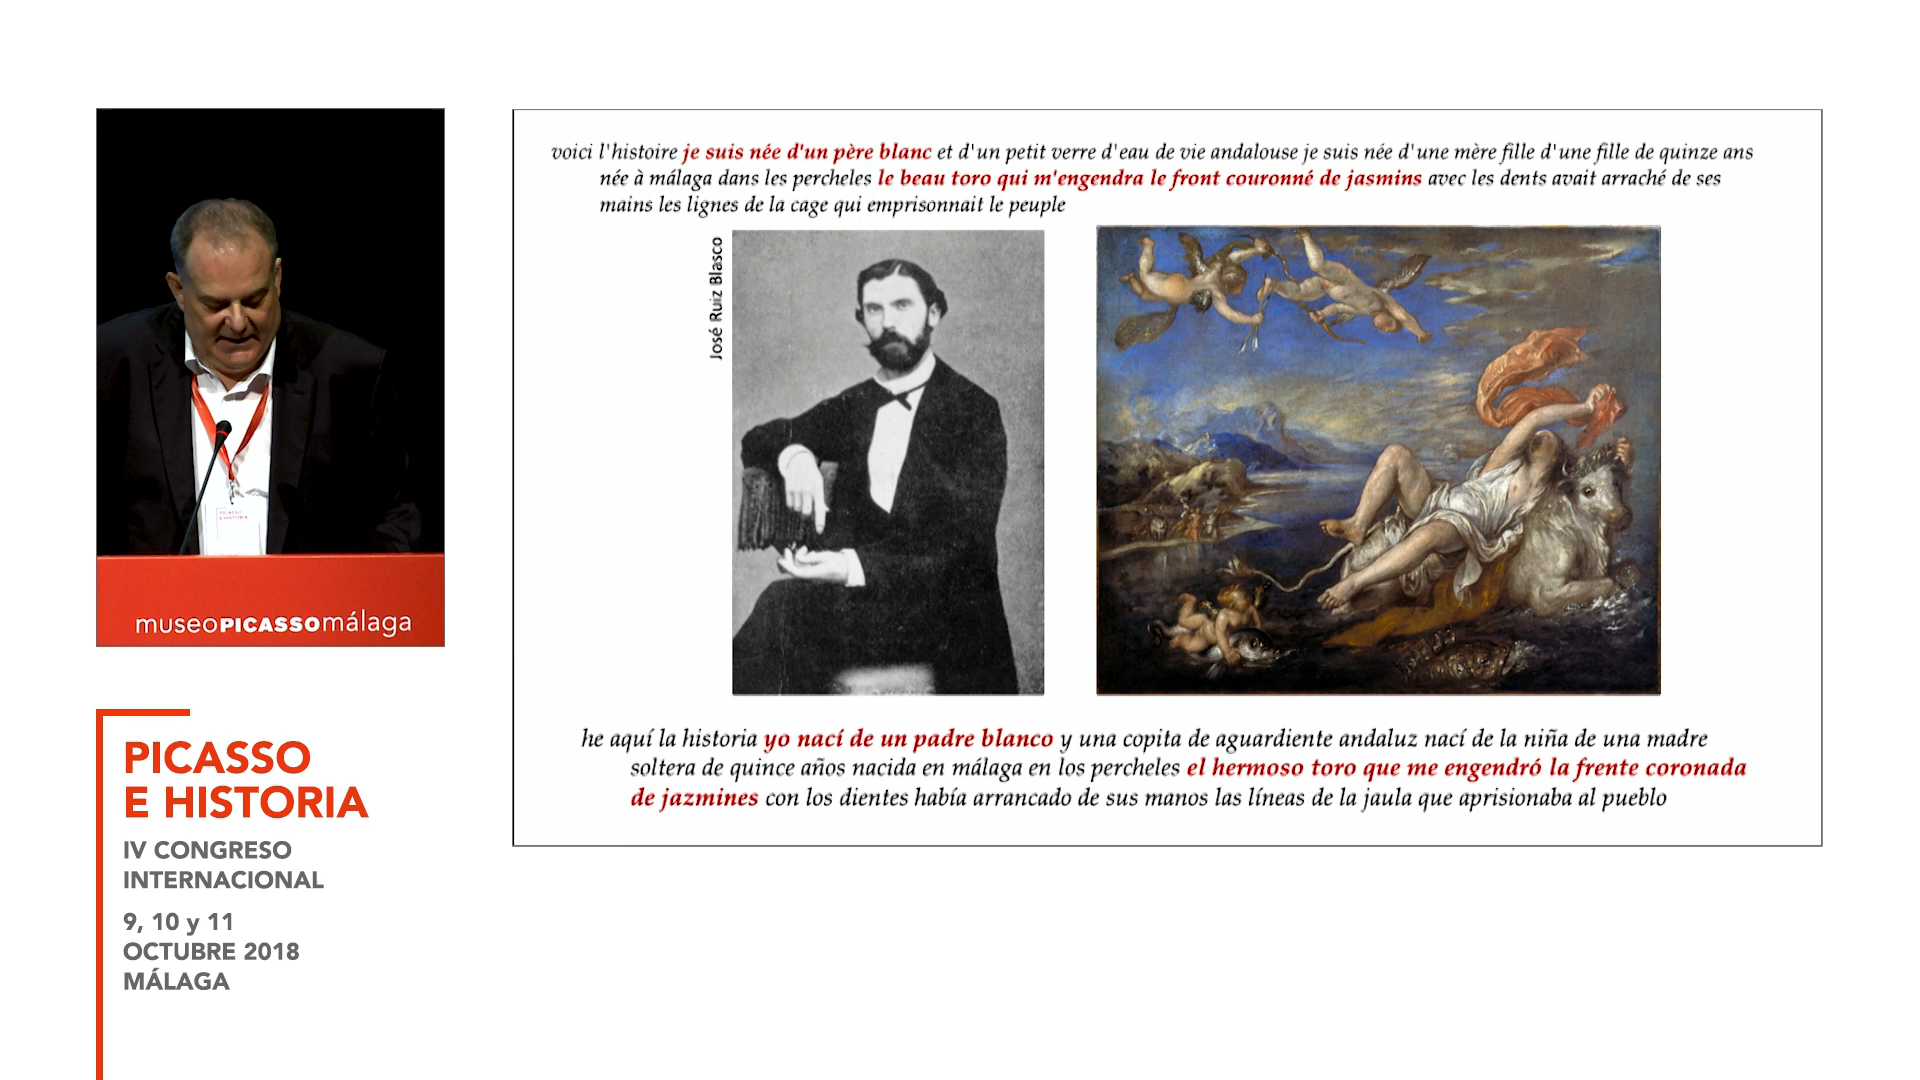 museoPICASSOmálaga
PICASSO
E HISTORIA
IV CONGRESO
INTERNACIONAL
9, 10 y 11
OCTUBRE 2018
MÁLAGA
voici l'histoire je suis née d'un père blanc et d'un petit verre d'eau de vie andalouse je suis née d'une mère fille d'une fille de quinze ans
née à málaga dans les percheles le beau toro qui m'engendra le front couronné de jasmins avec les dents avait arraché de ses
mains les lignes de la cage qui emprisonnait le peuple
José Ruiz Blasco
he aquí la historia yo nací de un padre blanco y una copita de aguardiente andaluz nací de la niña de una madre
soltera de quince años nacida en málaga en los percheles el hermoso toro que me engendró la frente coronada
de jazmines con los dientes había arrancado de sus manos las líneas de la jaula que aprisionaba al pueblo